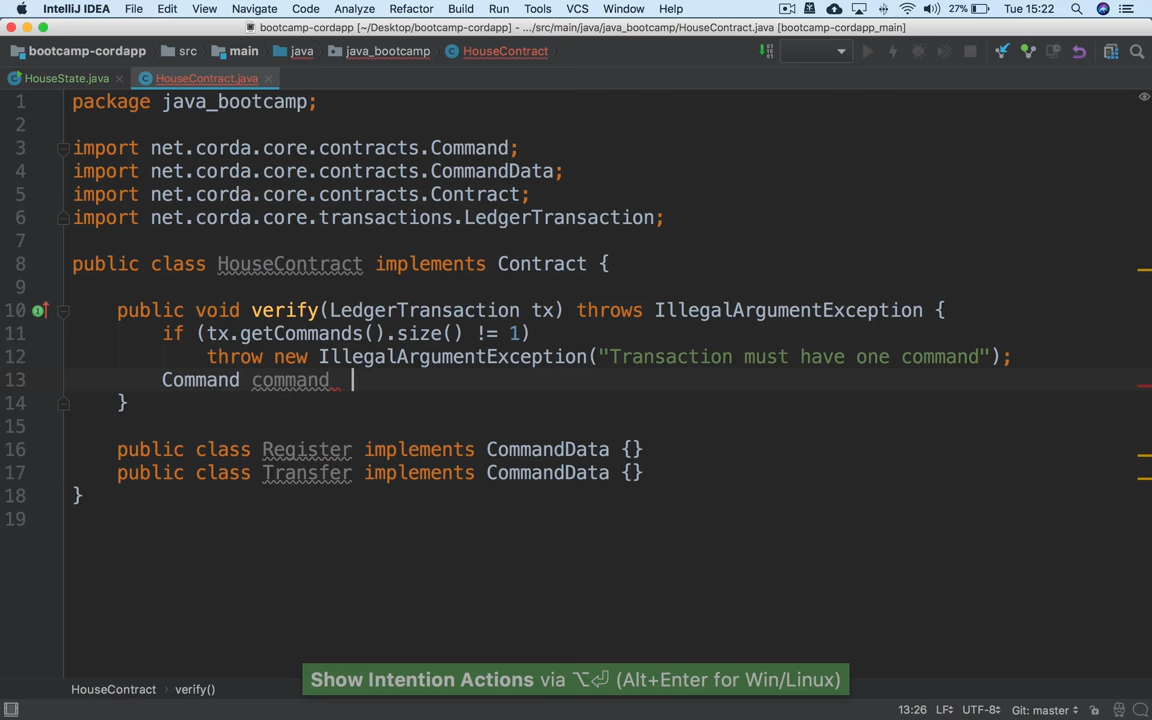 IntelliJ IDEA File Edit View Navigate Code Analyze Refactor Build Run Tools VCS Window Help 27% Tue 15:22
bootcamp-cordapp [~/Desktop/bootcamp-cordapp] - .../src/main/java/java_bootcamp/HouseContract.java [bootcamp-cordapp_main]
bootcamp-cordapp src main java java_bootcamp HouseContract
HouseState.java HouseContract.java
1 package java_bootcamp;
2
3 import net.corda.core.contracts.Command;
4 import net.corda.core.contracts.CommandData;
5 import net.corda.core.contracts.Contract;
6 import net.corda.core.transactions.LedgerTransaction;
7
8 public class HouseContract implements Contract {
9
10 public void verify(LedgerTransaction tx) throws IllegalArgumentException {
11 if (tx.getCommands().size() != 1)
12 throw new IllegalArgumentException("Transaction must have one command");
13 Command command
14 }
15
16 public class Register implements CommandData {}
17 public class Transfer implements CommandData {}
18 }
19
Show Intention Actions via ⌥⏎ (Alt+Enter for Win/Linux)
HouseContract › verify()
13:26 LF÷ UTF-8÷ Git: master÷